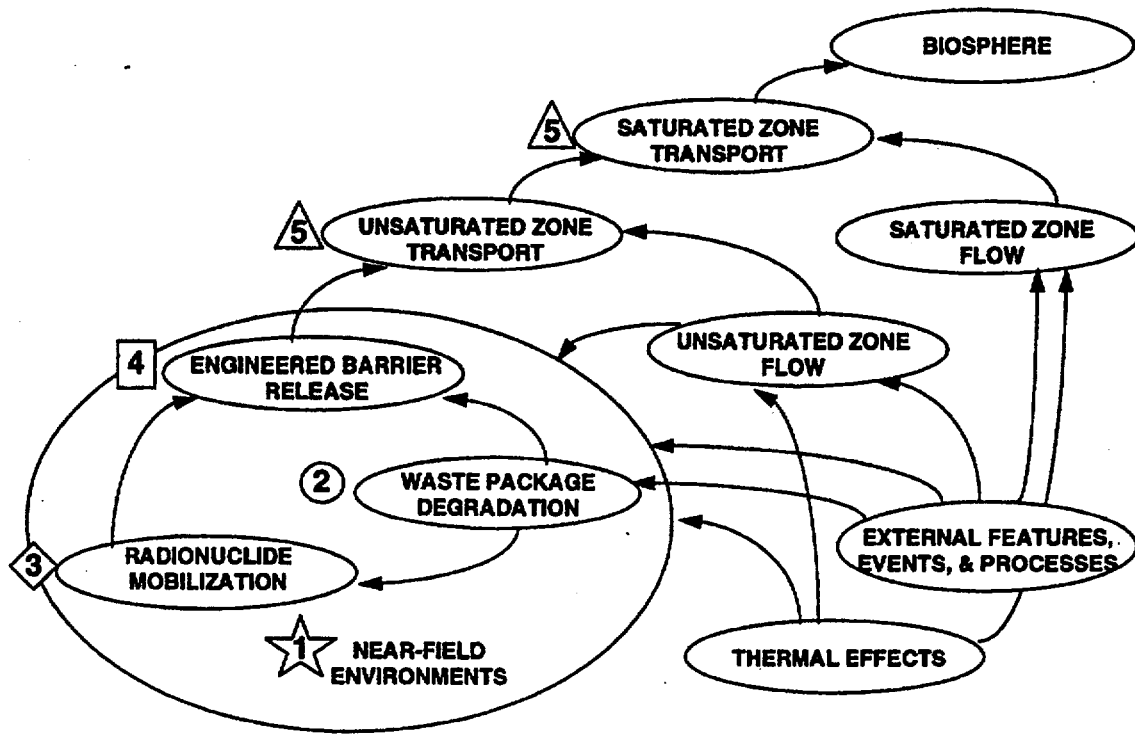 BIOSPHERE
5
SATURATED ZONE
TRANSPORT
5
UNSATURATED ZONE
TRANSPORT
SATURATED ZONE
FLOW
4
ENGINEERED BARRIER
RELEASE
UNSATURATED ZONE
FLOW
2
WASTE PACKAGE
DEGRADATION
3
RADIONUCLIDE
MOBILIZATION
EXTERNAL FEATURES,
EVENTS, & PROCESSES
1
NEAR-FIELD
ENVIRONMENTS
THERMAL EFFECTS